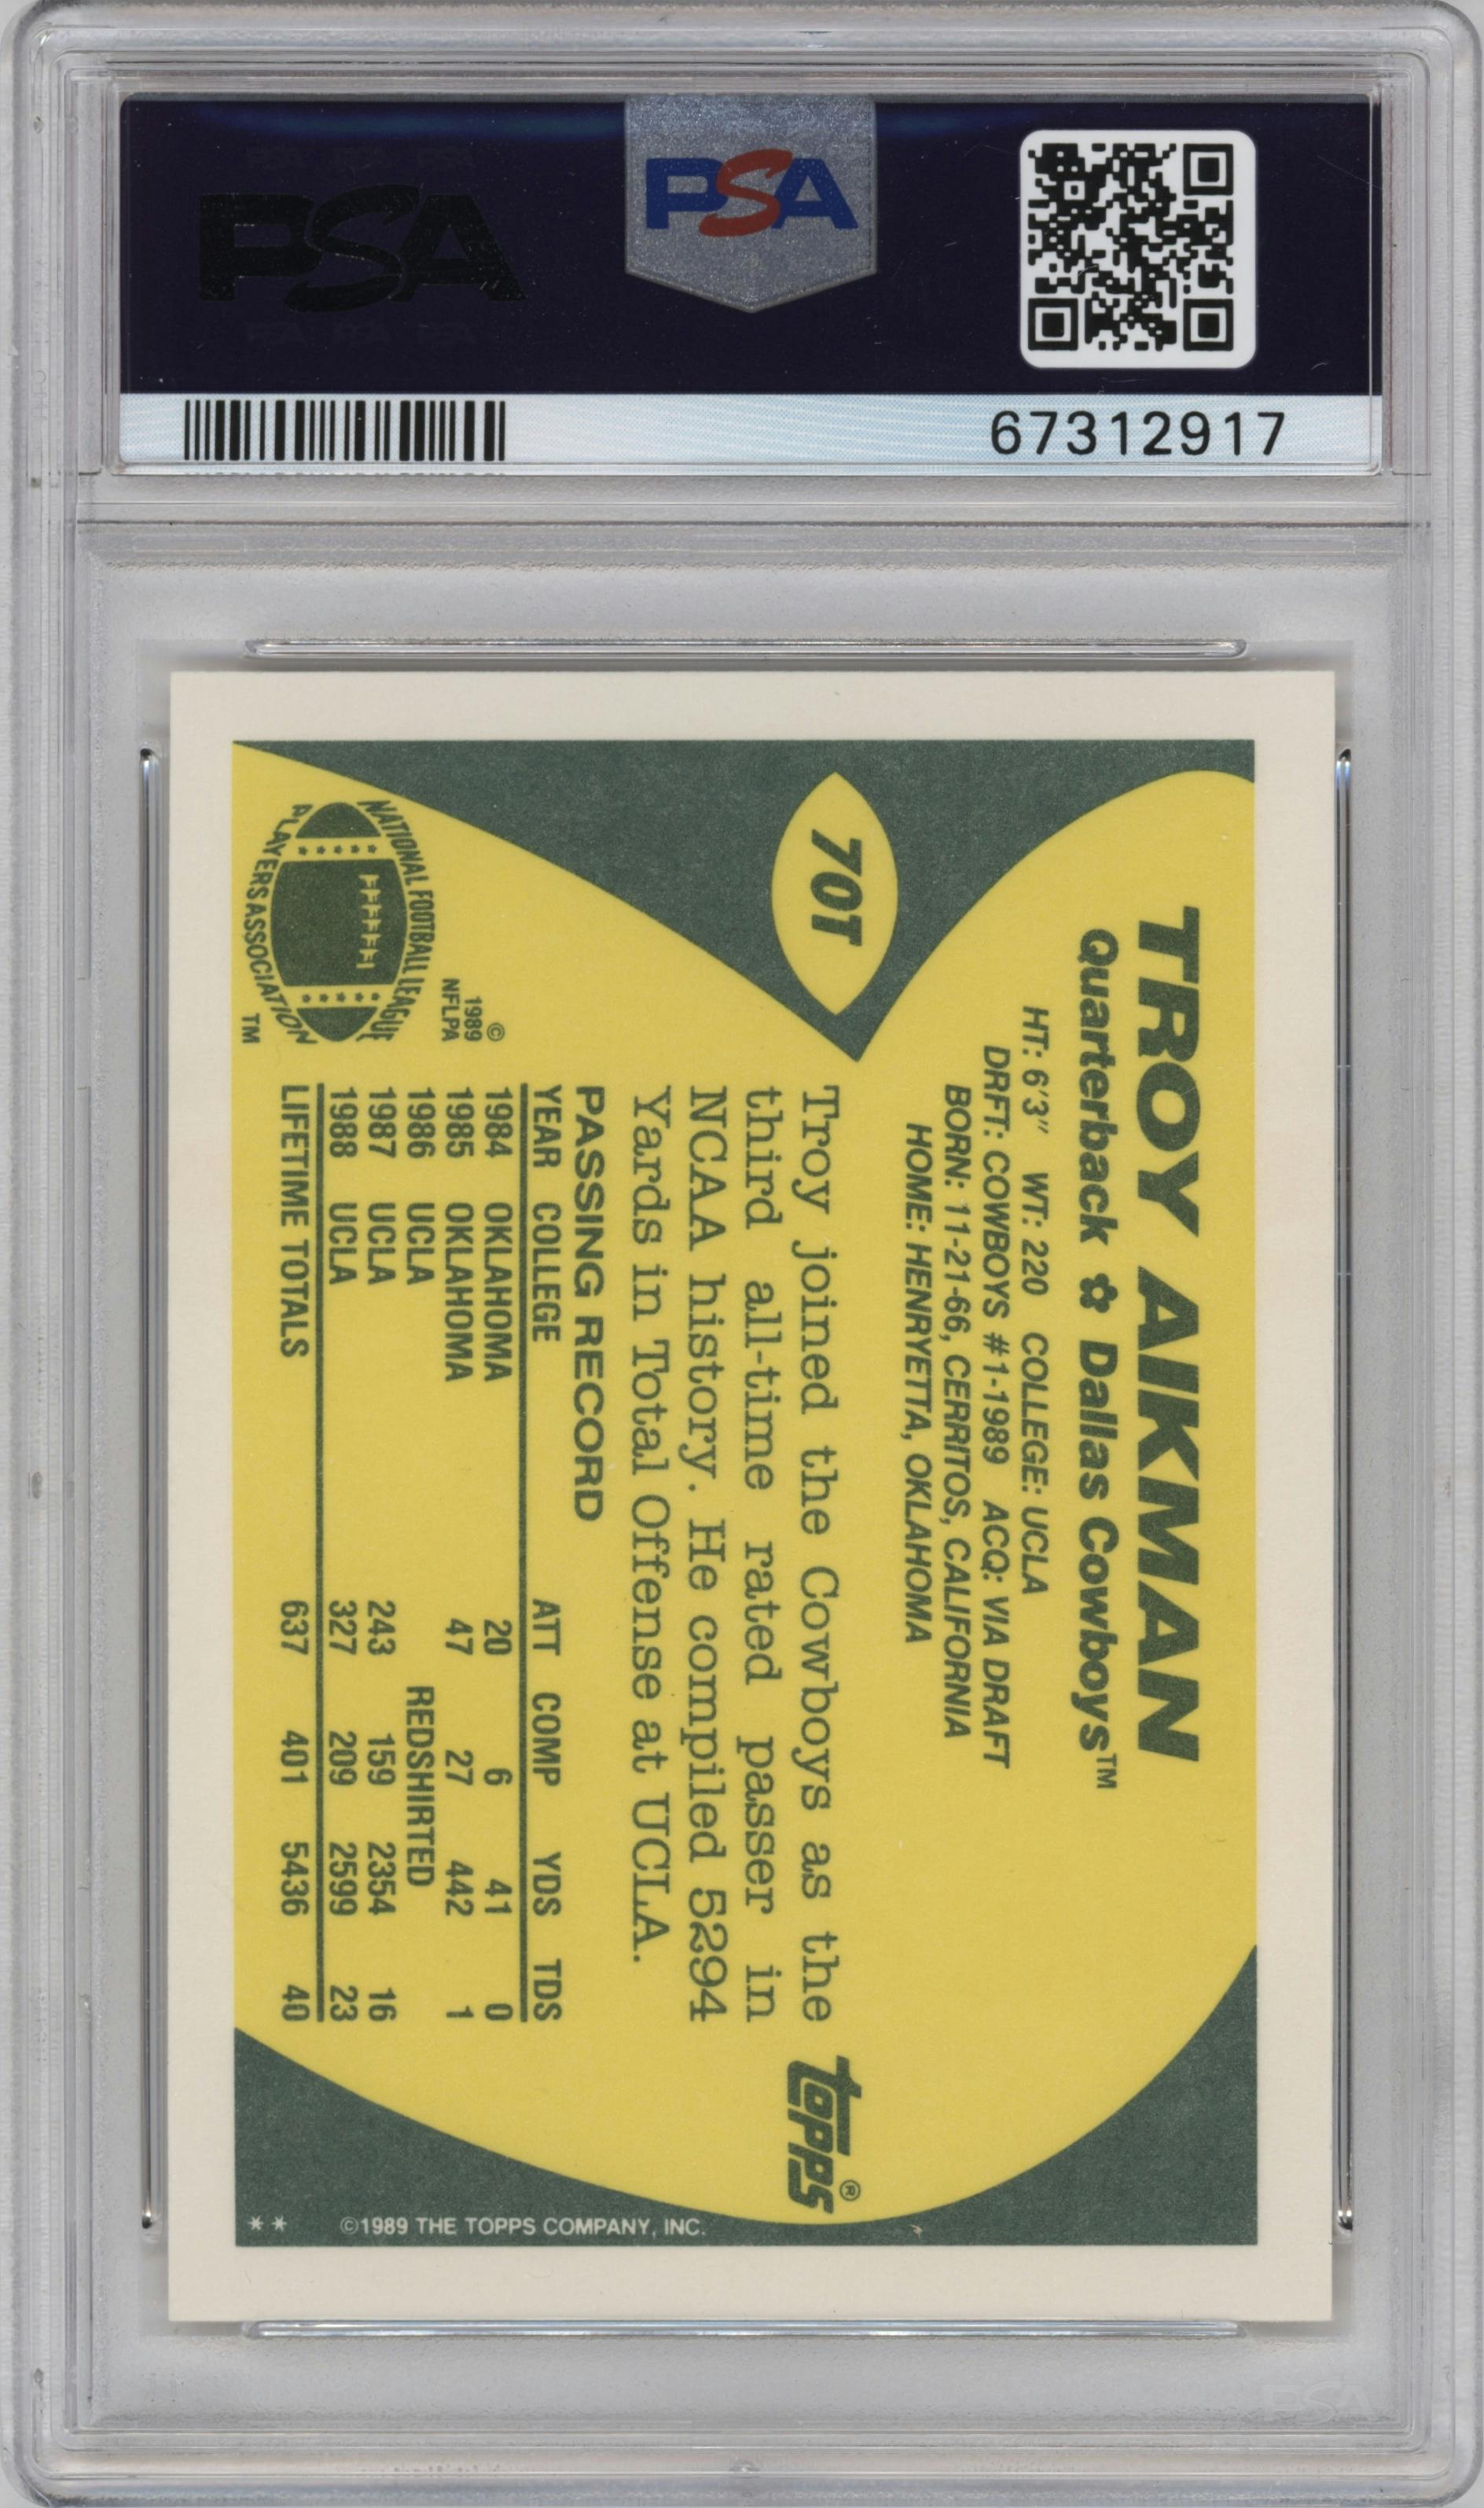 PSA
PSA
67312917
70T
TROY AIKMAN
Quarterback ✿ Dallas Cowboys™
HT: 6'3" WT: 220 COLLEGE: UCLA
DRFT: COWBOYS #1-1989 ACQ: VIA DRAFT
BORN: 11-21-66, CERRITOS, CALIFORNIA
HOME: HENRYETTA, OKLAHOMA
Troy joined the Cowboys as the
third all-time rated passer in
NCAA history. He compiled 5294
Yards in Total Offense at UCLA.
PASSING RECORD
YEAR COLLEGE ATT COMP YDS TDS
1984 OKLAHOMA 20 6 41 0
1985 OKLAHOMA 47 27 442 1
1986 UCLA REDSHIRTED
1987 UCLA 243 159 2354 16
1988 UCLA 327 209 2599 23
LIFETIME TOTALS 637 401 5436 40
NATIONAL FOOTBALL LEAGUE
PLAYERS ASSOCIATION TM
© 1989
NFLPA
topps®
©1989 THE TOPPS COMPANY, INC.
**
PSA